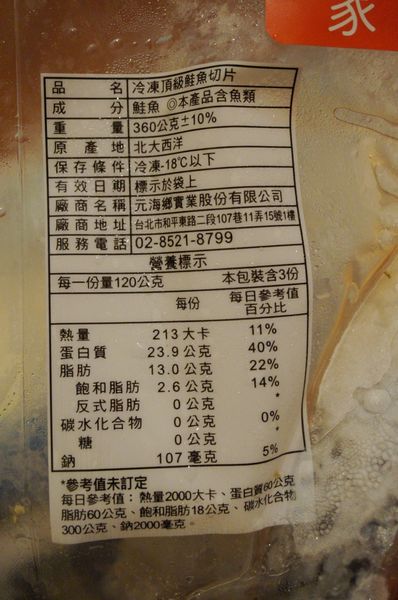 家
品名 冷凍頂級鮭魚切片
成分 鮭魚 ◎本產品含魚類
重量 360公克±10%
原產地 北大西洋
保存條件 冷凍-18℃以下
有效日期 標示於袋上
廠商名稱 元海鄉實業股份有限公司
廠商地址 台北市和平東路二段107巷11弄15號1樓
服務電話 02-8521-8799
營養標示
每一份量120公克 本包裝含3份
每份 每日參考值
百分比
熱量 213 大卡 11%
蛋白質 23.9 公克 40%
脂肪 13.0 公克 22%
飽和脂肪 2.6 公克 14%
反式脂肪 0 公克 *
碳水化合物 0 公克 0%
糖 0 公克 *
鈉 107 毫克 5%
*參考值未訂定
每日參考值：熱量2000大卡、蛋白質60公克
脂肪60公克、飽和脂肪18公克、碳水化合物
300公克、鈉2000毫克。